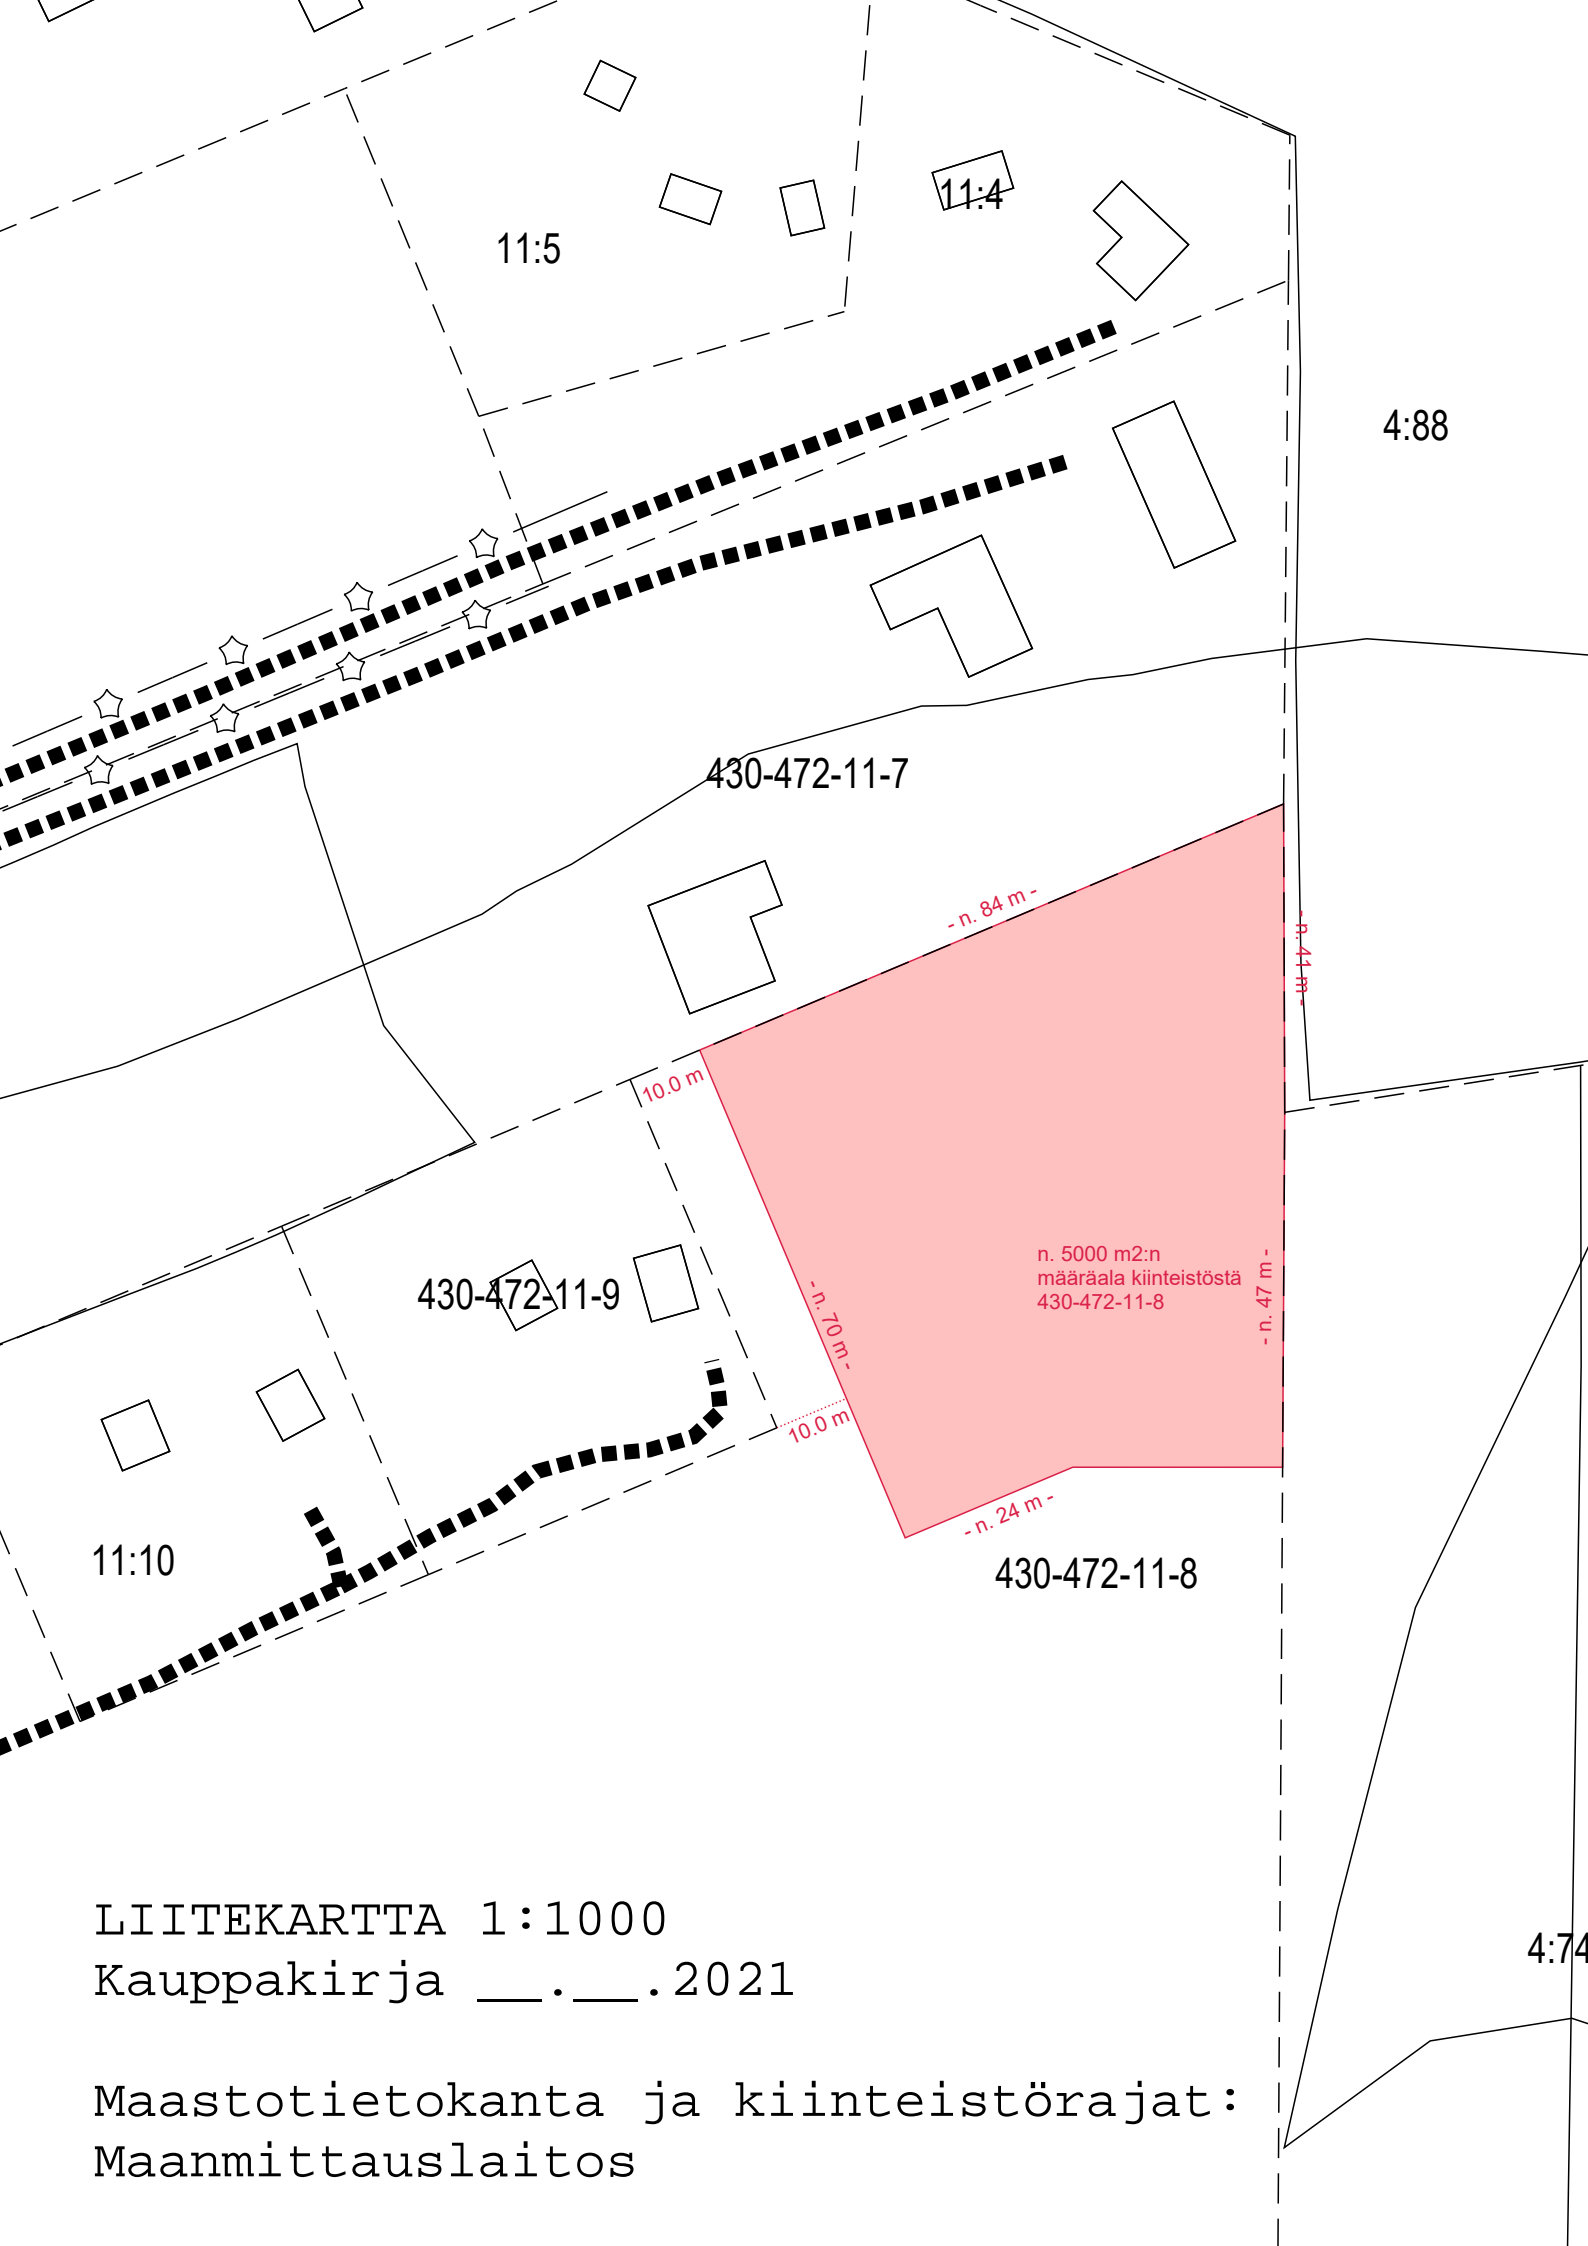 11:4
11:5
4:88
430-472-11-7
- n. 84 m -
- n. 41 m -
10.0 m
n. 5000 m2:n
määräala kiinteistöstä
430-472-11-8
- n. 47 m -
430-472-11-9
- n. 70 m -
10.0 m
- n. 24 m -
11:10
430-472-11-8
LIITEKARTTA 1:1000
Kauppakirja __.__.2021
4:74
Maastotietokanta ja kiinteistörajat:
Maanmittauslaitos